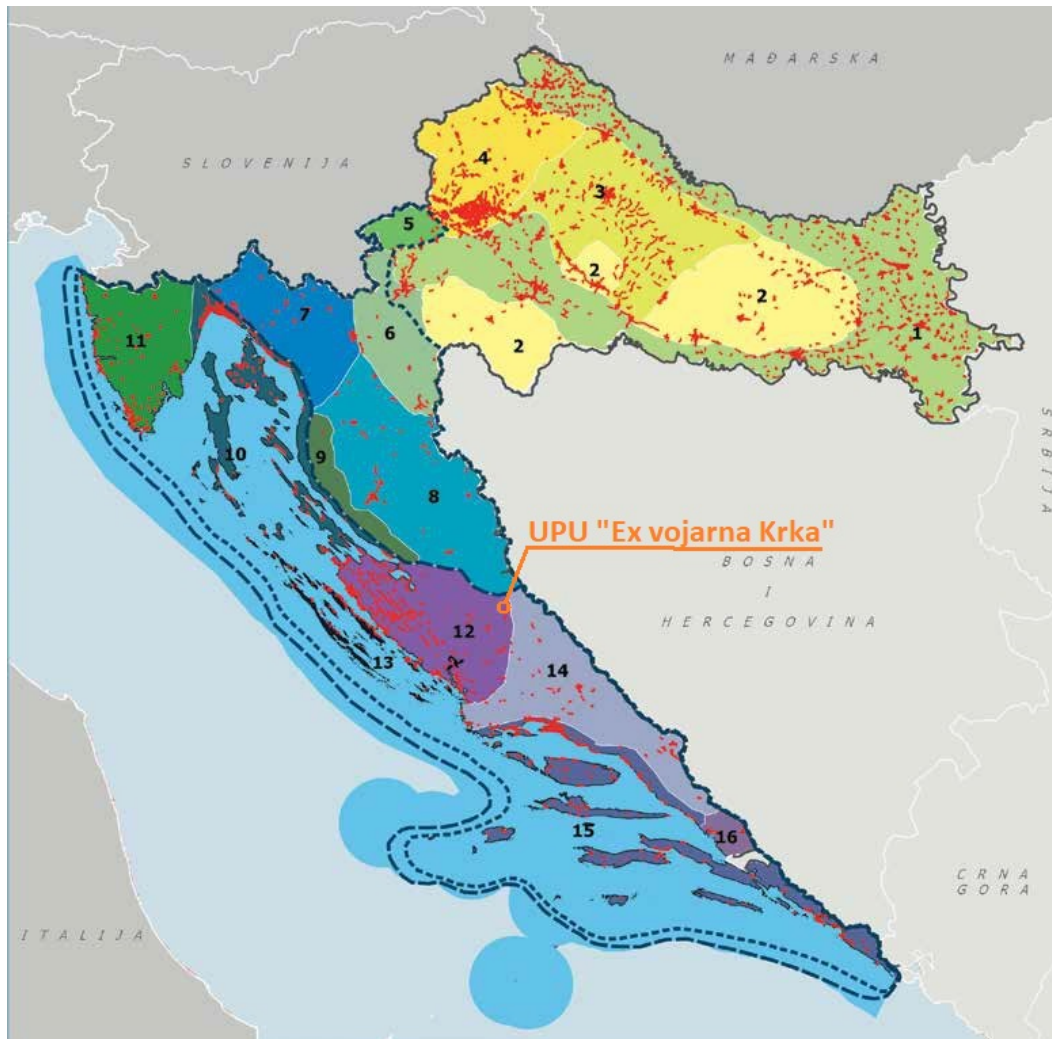 MAĐARSKA
SLOVENIJA
4
3
5
2
2
7
1
6
11
2
SRBIJA
10
9
8
UPU "Ex vojarna Krka"
BOSNA
I
HERCEGOVINA
12
13
14
15
16
CRNA
GORA
ITALIJA